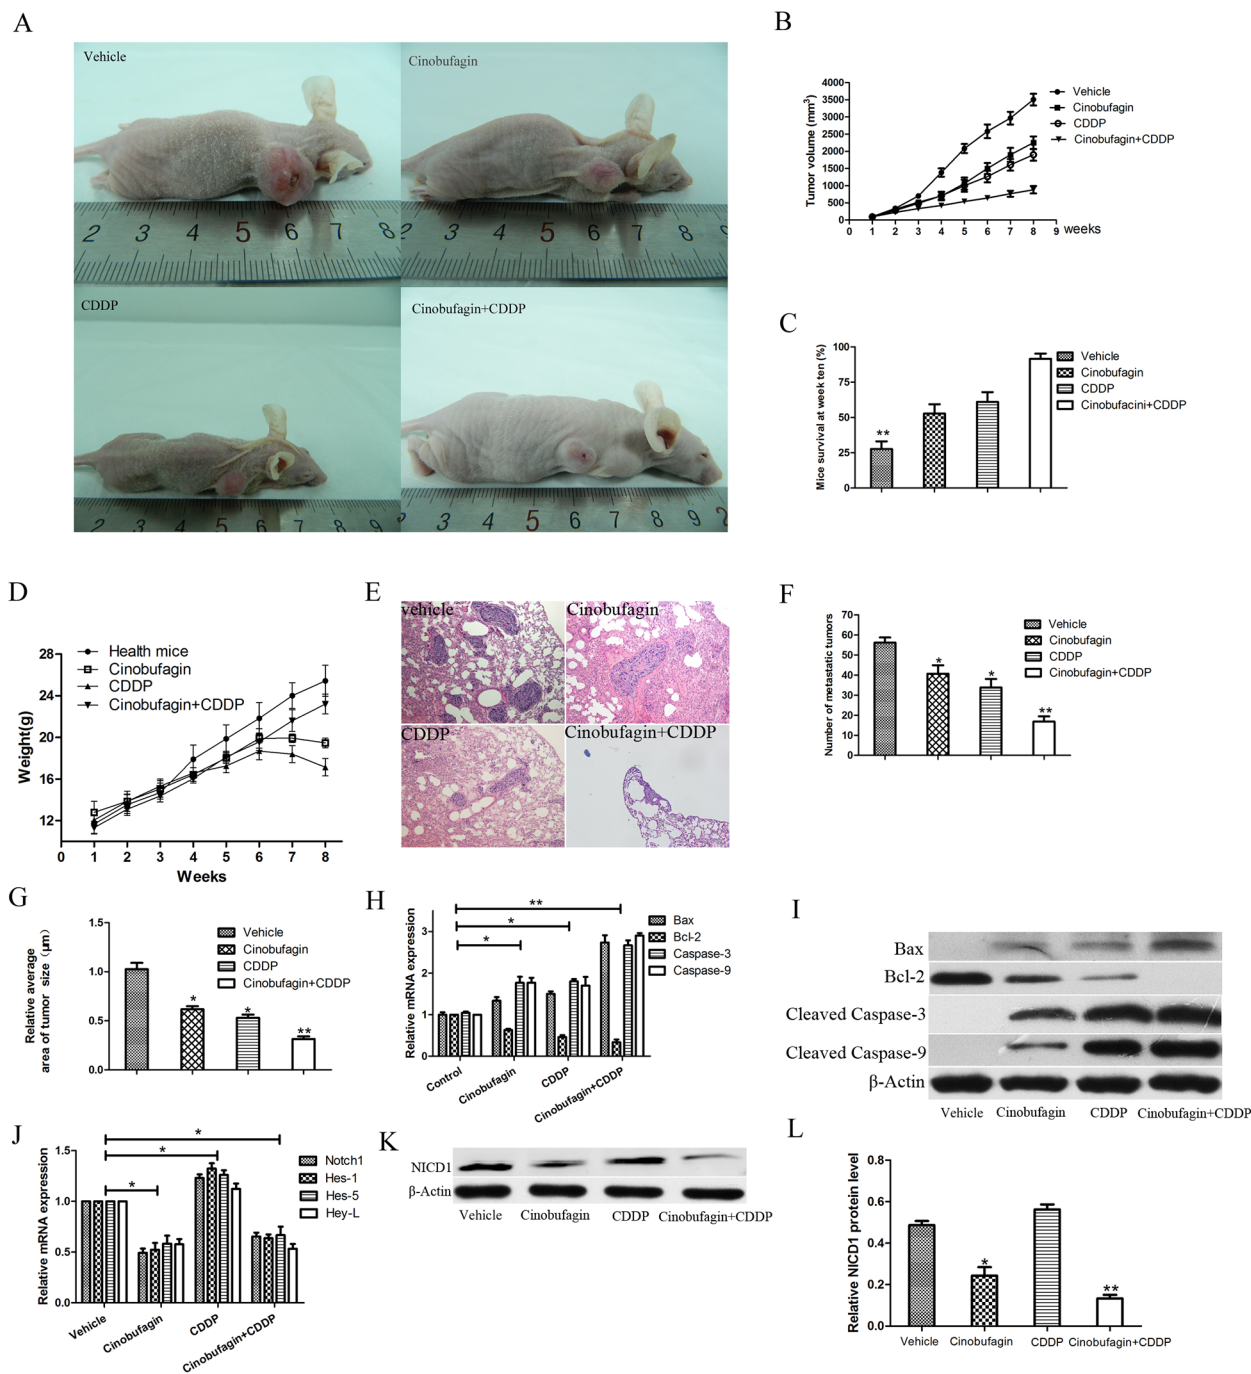 A
Vehicle
Cinobufagin
2 3 4 5 6 7 8 9
2 3 4 5 6 7 8
CDDP
Cinobufagin+CDDP
2 3 4 5 6 7 8 9
3 4 5 6 7 8 9
B
Tumor volume (mm³)
4000
3500
3000
2500
2000
1500
1000
500
0
0 1 2 3 4 5 6 7 8 9 weeks
Vehicle
Cinobufagin
CDDP
Cinobufagin+CDDP
C
Mice survival at week ten (%)
100
75
50
25
0
**
Vehicle
Cinobufagin
CDDP
Cinobufacini+CDDP
D
Health mice
Cinobufagin
CDDP
Cinobufagin+CDDP
Weight(g)
28
24
20
16
12
0 1 2 3 4 5 6 7 8
Weeks
E
vehicle
Cinobufagin
CDDP
Cinobufagin+CDDP
F
Number of metastatic tumors
70
60
50
40
30
20
10
0
* * **
Vehicle
Cinobufagin
CDDP
Cinobufagin+CDDP
G
Relative average
area of tumor size (μm)
1.5
1.0
0.5
0.0
* * **
Vehicle
Cinobufagin
CDDP
Cinobufagin+CDDP
H
Relative mRNA expression
3
2
1
0
**
*
*
Bax
Bcl-2
Caspase-3
Caspase-9
Control
Cinobufagin
CDDP
Cinobufagin+CDDP
I
Bax
Bcl-2
Cleaved Caspase-3
Cleaved Caspase-9
β-Actin
Vehicle Cinobufagin CDDP Cinobufagin+CDDP
J
Relative mRNA expression
1.5
1.0
0.5
0.0
*
*
*
Notch1
Hes-1
Hes-5
Hey-L
Vehicle
Cinobufagin
CDDP
Cinobufagin+CDDP
K
NICD1
β-Actin
Vehicle Cinobufagin CDDP Cinobufagin+CDDP
L
Relative NICD1 protein level
0.8
0.6
0.4
0.2
0.0
*
**
Vehicle Cinobufagin CDDP Cinobufagin+CDDP